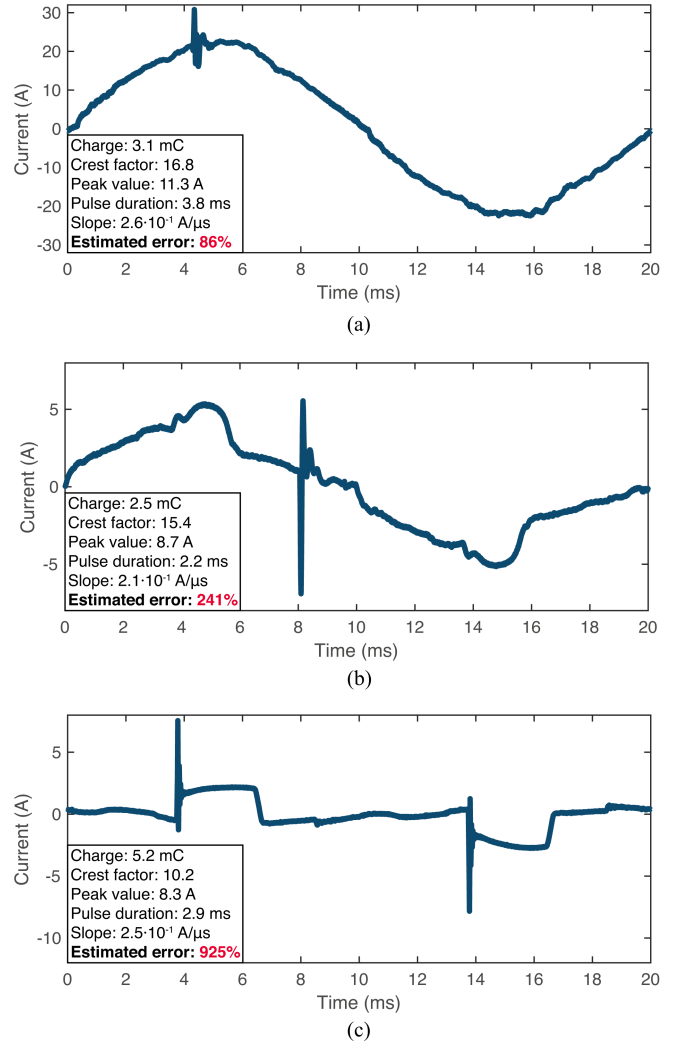 30
20
10
0
-10
-20
-30
Current (A)
Charge: 3.1 mC
Crest factor: 16.8
Peak value: 11.3 A
Pulse duration: 3.8 ms
Slope: 2.6·10⁻¹ A/µs
Estimated error: 86%
0 2 4 6 8 10 12 14 16 18 20
Time (ms)
(a)
5
0
-5
Current (A)
Charge: 2.5 mC
Crest factor: 15.4
Peak value: 8.7 A
Pulse duration: 2.2 ms
Slope: 2.1·10⁻¹ A/µs
Estimated error: 241%
0 2 4 6 8 10 12 14 16 18 20
Time (ms)
(b)
5
0
-5
-10
Current (A)
Charge: 5.2 mC
Crest factor: 10.2
Peak value: 8.3 A
Pulse duration: 2.9 ms
Slope: 2.5·10⁻¹ A/µs
Estimated error: 925%
0 2 4 6 8 10 12 14 16 18 20
Time (ms)
(c)